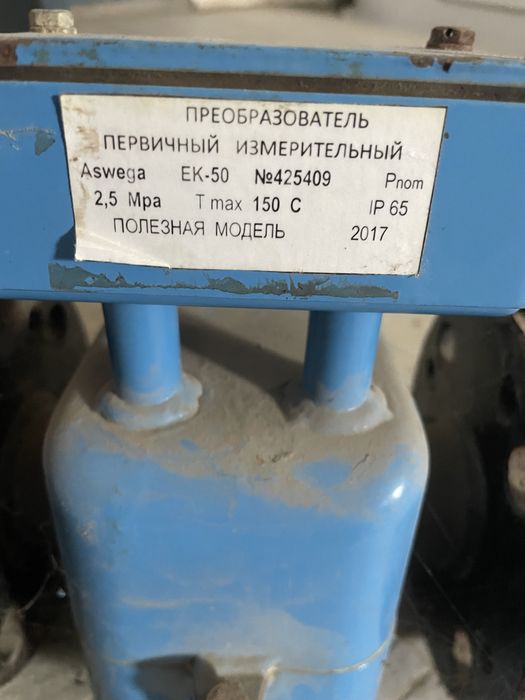 ПРЕОБРАЗОВАТЕЛЬ
ПЕРВИЧНЫЙ ИЗМЕРИТЕЛЬНЫЙ
Aswega EK-50 №425409 Pnom
2,5 Mpa T max 150 C IP 65
ПОЛЕЗНАЯ МОДЕЛЬ 2017